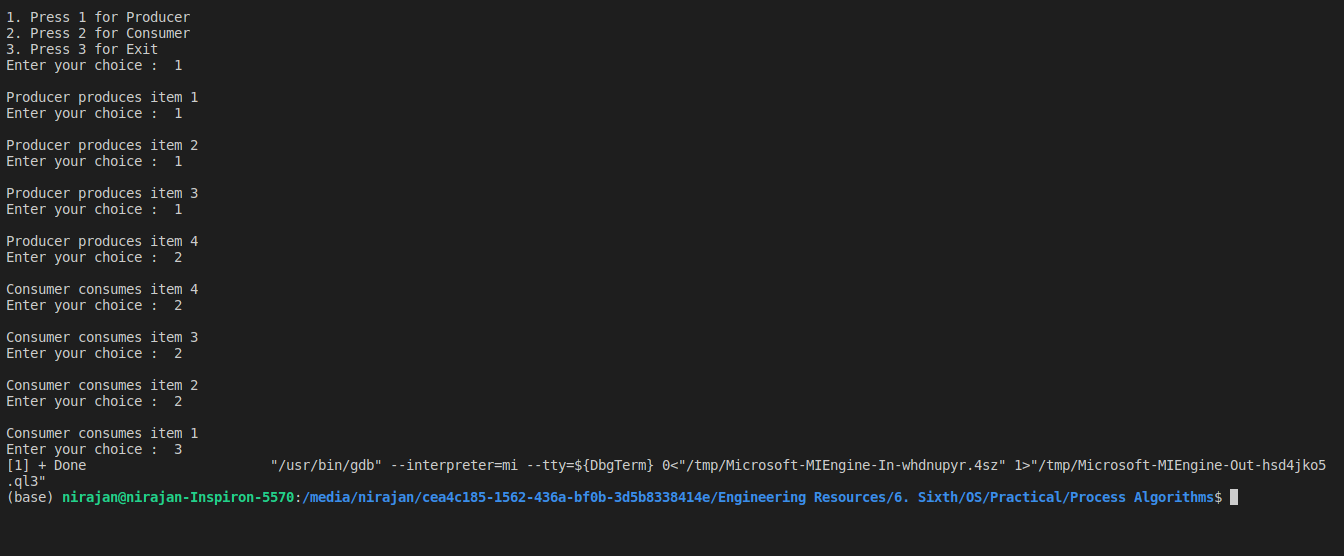 1. Press 1 for Producer
2. Press 2 for Consumer
3. Press 3 for Exit
Enter your choice :  1

Producer produces item 1
Enter your choice :  1

Producer produces item 2
Enter your choice :  1

Producer produces item 3
Enter your choice :  1

Producer produces item 4
Enter your choice :  2

Consumer consumes item 4
Enter your choice :  2

Consumer consumes item 3
Enter your choice :  2

Consumer consumes item 2
Enter your choice :  2

Consumer consumes item 1
Enter your choice :  3
[1] + Done                       "/usr/bin/gdb" --interpreter=mi --tty=${DbgTerm} 0<"/tmp/Microsoft-MIEngine-In-whdnupyr.4sz" 1>"/tmp/Microsoft-MIEngine-Out-hsd4jko5
.ql3"
(base) nirajan@nirajan-Inspiron-5570:/media/nirajan/cea4c185-1562-436a-bf0b-3d5b8338414e/Engineering Resources/6. Sixth/OS/Practical/Process Algorithms$